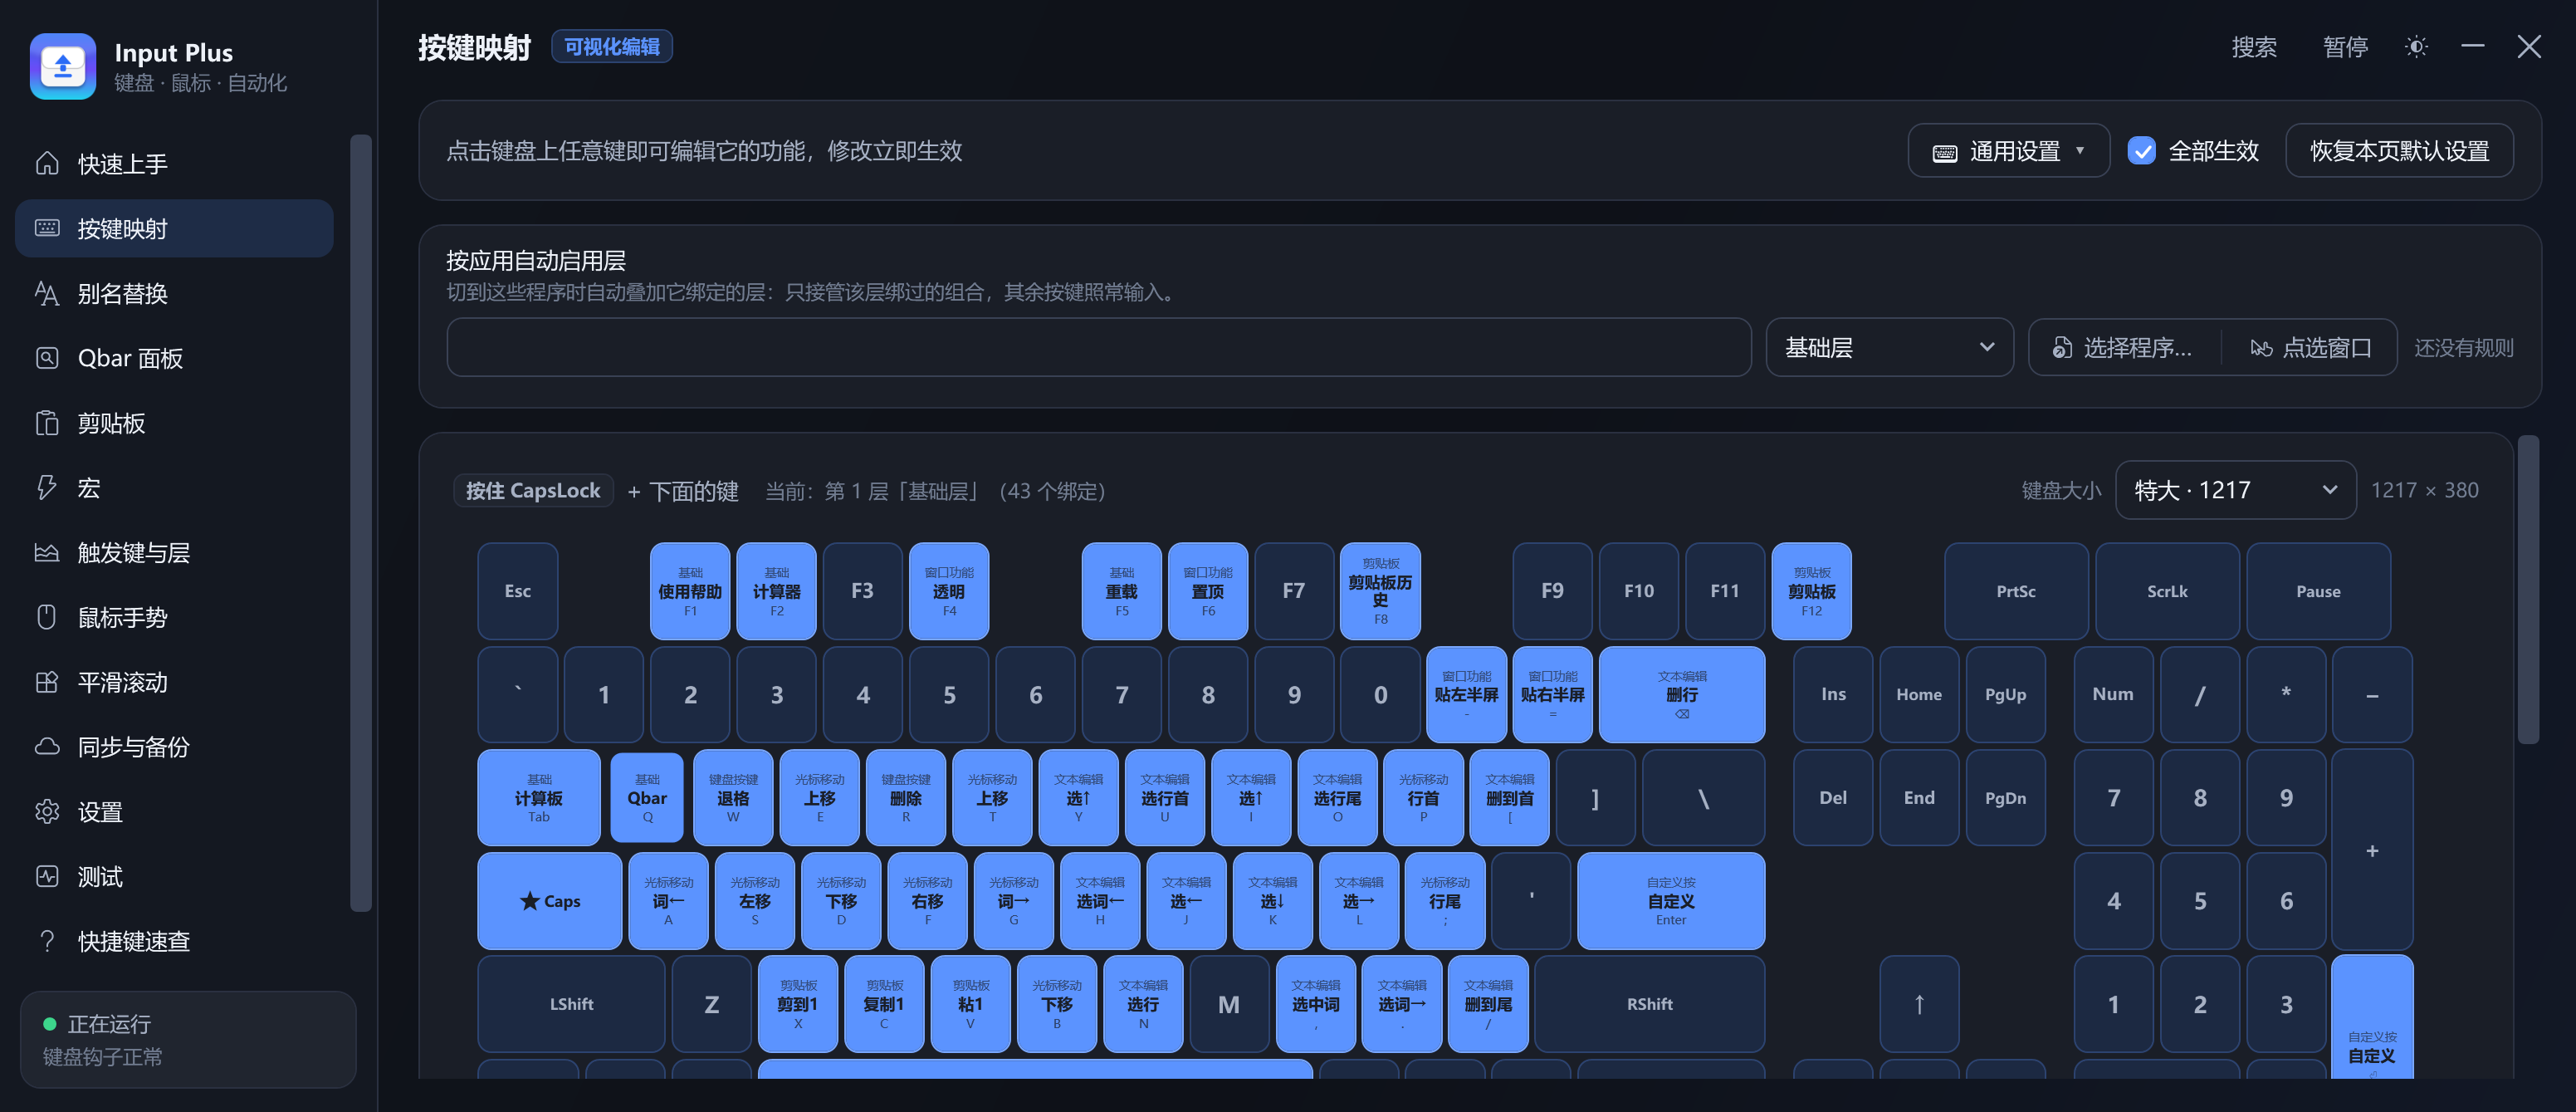 Input Plus
键盘 · 鼠标 · 自动化
快速上手
按键映射
别名替换
Qbar 面板
剪贴板
宏
触发键与层
鼠标手势
平滑滚动
同步与备份
设置
测试
快捷键速查
正在运行
键盘钩子正常
按键映射 可视化编辑 搜索 暂停
点击键盘上任意键即可编辑它的功能，修改立即生效 通用设置 ▼ 全部生效 恢复本页默认设置
按应用自动启用层
切到这些程序时自动叠加它绑定的层：只接管该层绑过的组合，其余按键照常输入。
基础层 选择程序... 点选窗口 还没有规则
按住 CapsLock + 下面的键 当前：第 1 层「基础层」（43 个绑定） 键盘大小 特大 · 1217 1217 × 380
Esc
基础
使用帮助
F1
基础
计算器
F2
F3
窗口功能
透明
F4
基础
重载
F5
窗口功能
置顶
F6
F7
剪贴板
剪贴板历
史
F8
F9
F10
F11
剪贴板
剪贴板
F12
PrtSc
ScrLk
Pause
`
1
2
3
4
5
6
7
8
9
0
窗口功能
贴左半屏
-
窗口功能
贴右半屏
=
文本编辑
删行
⌫
Ins
Home
PgUp
Num
/
*
−
基础
计算板
Tab
基础
Qbar
Q
键盘按键
退格
W
光标移动
上移
E
键盘按键
删除
R
光标移动
上移
T
文本编辑
选↑
Y
文本编辑
选行首
U
文本编辑
选↑
I
文本编辑
选行尾
O
光标移动
行首
P
文本编辑
删到首
[
]
\
Del
End
PgDn
7
8
9
+
★ Caps
光标移动
词←
A
光标移动
左移
S
光标移动
下移
D
光标移动
右移
F
光标移动
词→
G
文本编辑
选词←
H
文本编辑
选←
J
文本编辑
选↓
K
文本编辑
选→
L
光标移动
行尾
;
'
自定义按
自定义
Enter
4
5
6
LShift
Z
剪贴板
剪到1
X
剪贴板
复制1
C
剪贴板
粘1
V
光标移动
下移
B
文本编辑
选行
N
M
文本编辑
选中词
,
文本编辑
选词→
.
文本编辑
删到尾
/
RShift
↑
1
2
3
自定义按
自定义